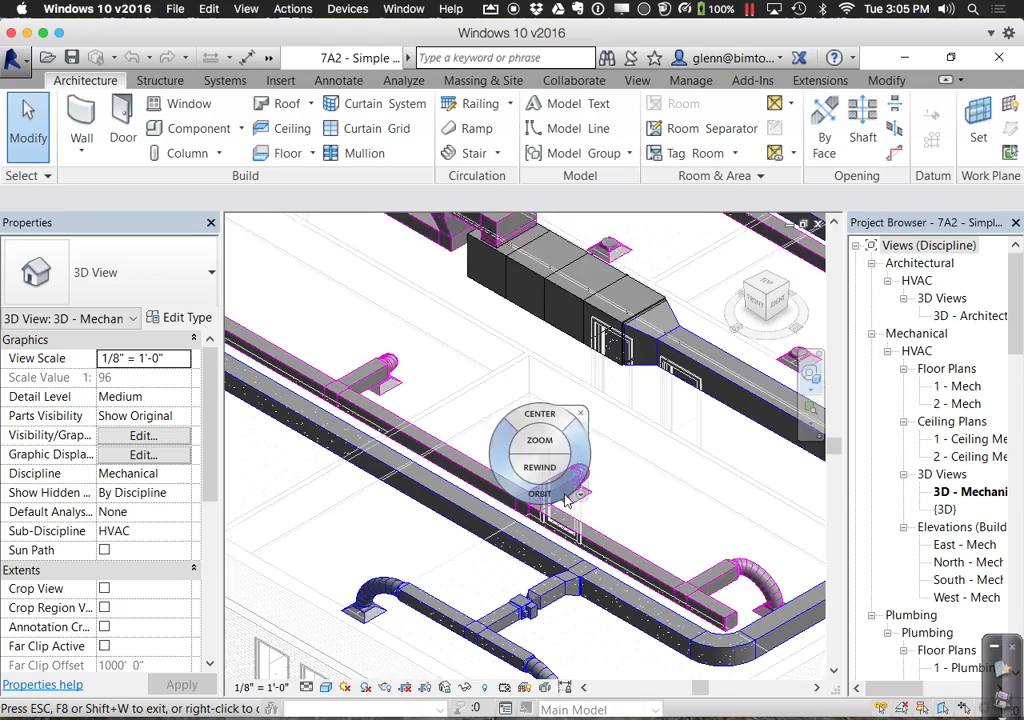 Windows 10 v2016 File Edit View Actions Devices Window Help 100% Tue 3:05 PM
Windows 10 v2016
7A2 - Simple ... Type a keyword or phrase glenn@bimto...
Architecture Structure Systems Insert Annotate Analyze Massing & Site Collaborate View Manage Add-Ins Extensions Modify
Modify
Wall
Door
Window
Component
Column
Roof
Ceiling
Floor
Curtain System
Curtain Grid
Mullion
Railing
Ramp
Stair
Model Text
Model Line
Model Group
Room
Room Separator
Tag Room
By Face
Shaft
Set
Select Build Circulation Model Room & Area Opening Datum Work Plane
Properties
3D View
3D View: 3D - Mechan Edit Type
Graphics
View Scale 1/8" = 1'-0"
Scale Value 1: 96
Detail Level Medium
Parts Visibility Show Original
Visibility/Grap... Edit...
Graphic Displa... Edit...
Discipline Mechanical
Show Hidden ... By Discipline
Default Analys... None
Sub-Discipline HVAC
Sun Path
Extents
Crop View
Crop Region V...
Annotation Cr...
Far Clip Active
Far Clip Offset 1000' 0"
Properties help Apply
TOP
FRONT
RIGHT
CENTER
ZOOM
REWIND
ORBIT
Project Browser - 7A2 - Simpl...
Views (Discipline)
Architectural
HVAC
3D Views
3D - Architect
Mechanical
HVAC
Floor Plans
1 - Mech
2 - Mech
Ceiling Plans
1 - Ceiling Me
2 - Ceiling Me
3D Views
3D - Mechani
{3D}
Elevations (Build
East - Mech
North - Mech
South - Mech
West - Mech
Plumbing
Plumbing
Floor Plans
1 - Plumbin
1/8" = 1'-0"
Press ESC, F8 or Shift+W to exit, or right-click to :0 Main Model